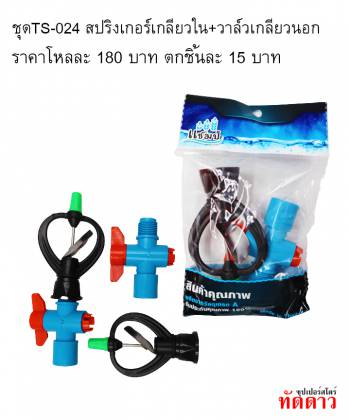 ชุดTS-024 สปริงเกอร์เกลียวใน+วาล์วเกลียวนอก
ราคาโหลละ 180 บาท ตกชิ้นละ 15 บาท
แชมป์
สินค้าคุณภาพ
ซุปเปอร์สโตร์
ทัดดาว